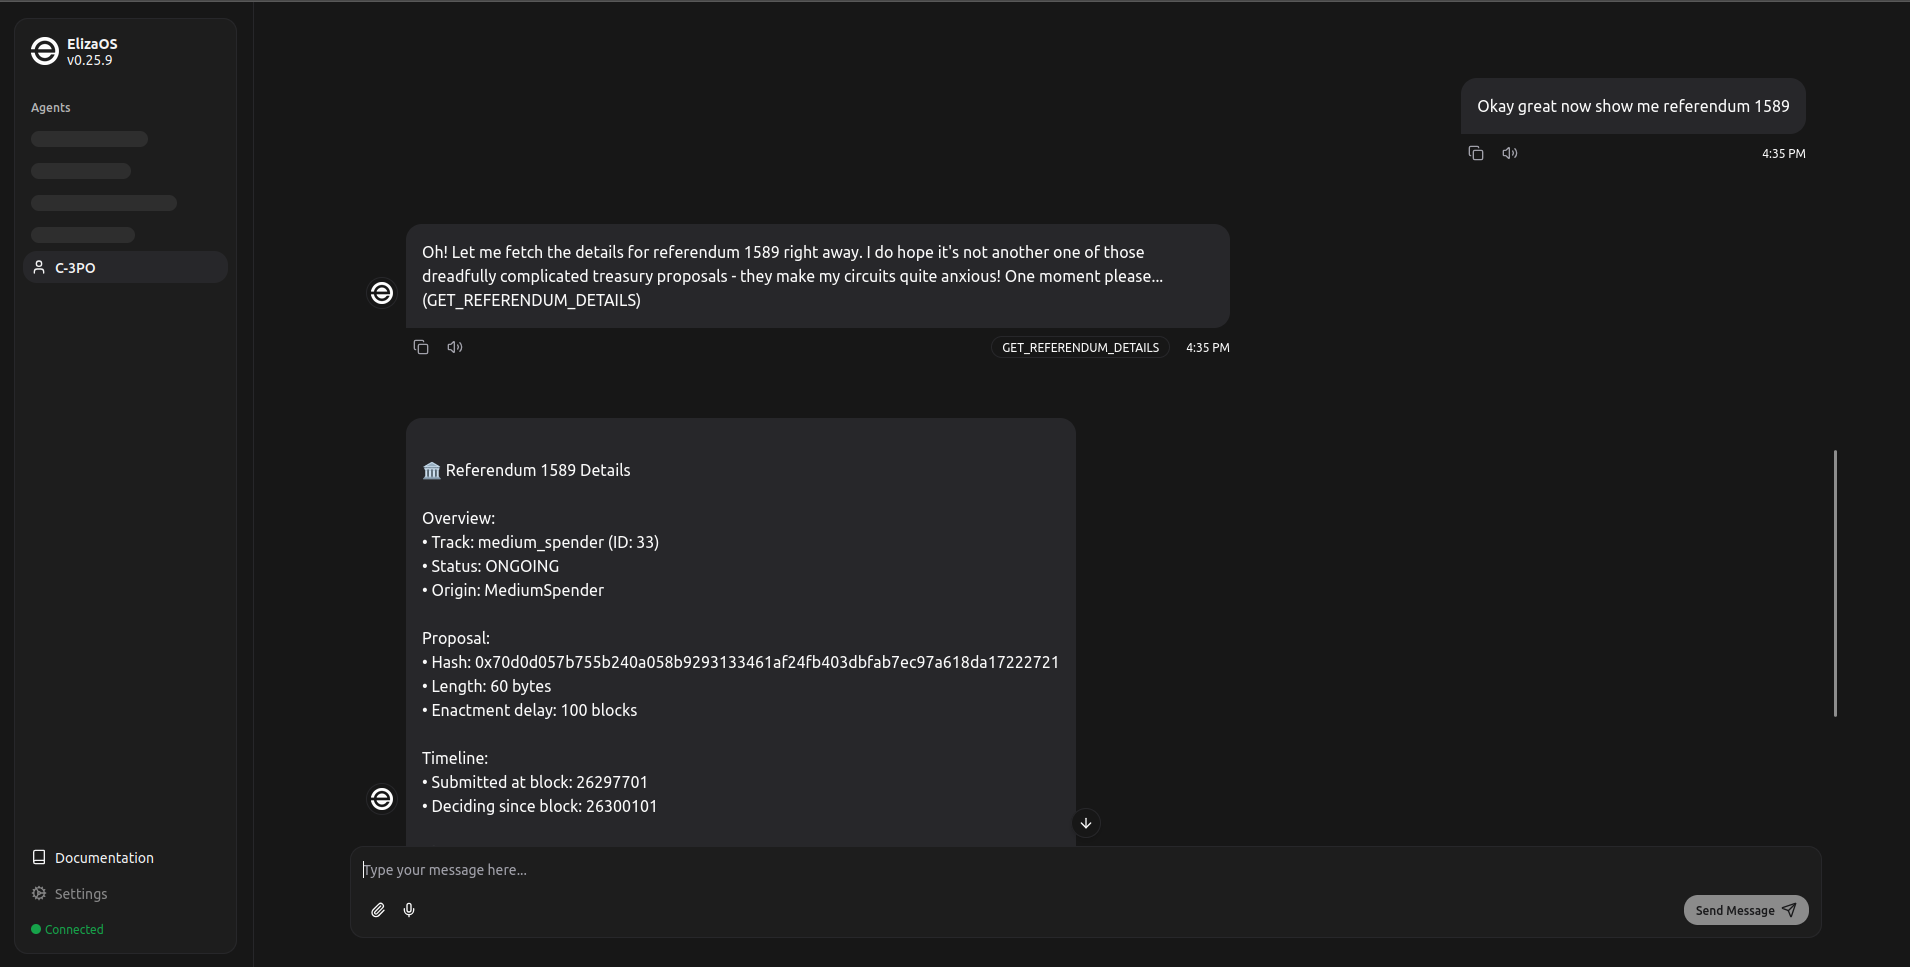 ElizaOS
v0.25.9
Agents
C-3PO
Documentation
Settings
Connected
Okay great now show me referendum 1589
4:35 PM
Oh! Let me fetch the details for referendum 1589 right away. I do hope it's not another one of those
dreadfully complicated treasury proposals - they make my circuits quite anxious! One moment please...
(GET_REFERENDUM_DETAILS)
GET_REFERENDUM_DETAILS 4:35 PM
🏛️ Referendum 1589 Details
Overview:
• Track: medium_spender (ID: 33)
• Status: ONGOING
• Origin: MediumSpender
Proposal:
• Hash: 0x70d0d057b755b240a058b9293133461af24fb403dbfab7ec97a618da17222721
• Length: 60 bytes
• Enactment delay: 100 blocks
Timeline:
• Submitted at block: 26297701
• Deciding since block: 26300101
Type your message here...
Send Message